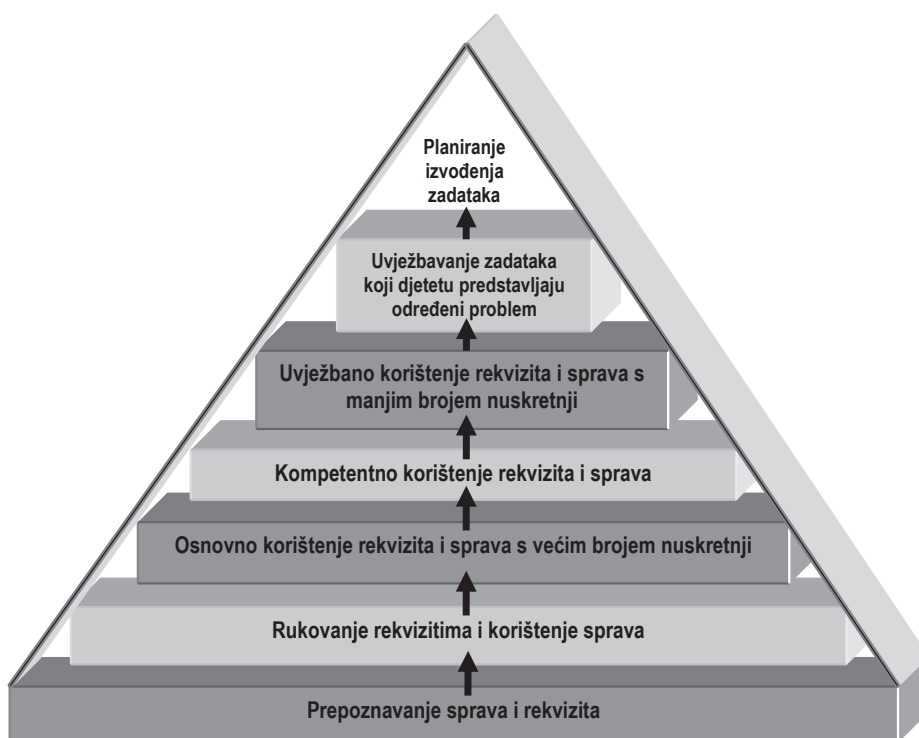 Planiranje
izvođenja
zadataka
Uvježbavanje zadataka
koji djetetu predstavljaju
određeni problem
Uvježbano korištenje rekvizita i sprava s
manjim brojem nuskretnji
Kompetentno korištenje rekvizita i sprava
Osnovno korištenje rekvizita i sprava s većim brojem nuskretnji
Rukovanje rekvizitima i korištenje sprava
Prepoznavanje sprava i rekvizita